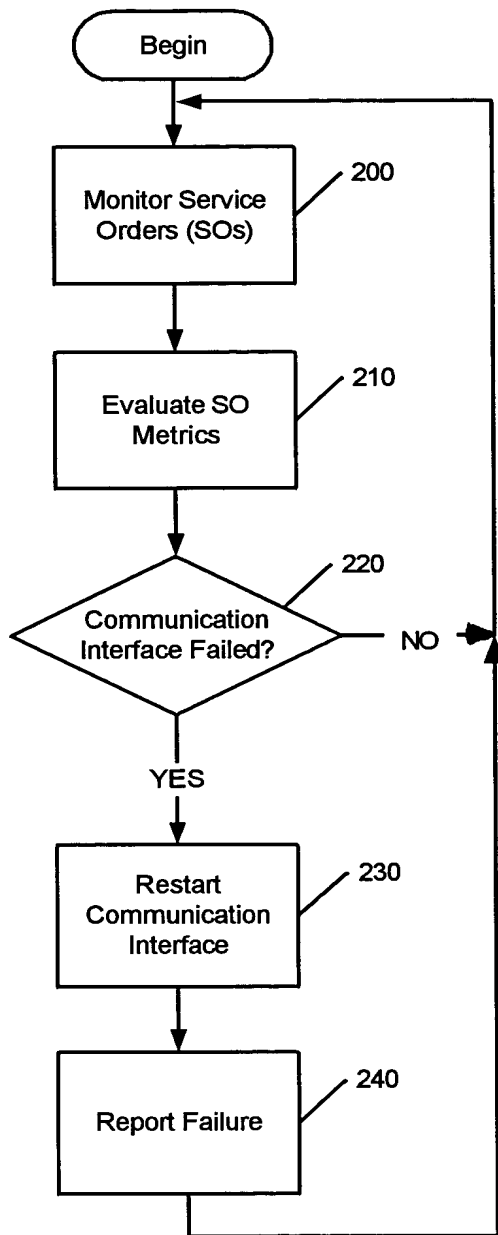 Begin
200
Monitor Service
Orders (SOs)
210
Evaluate SO
Metrics
220
Communication
Interface Failed?
NO
YES
230
Restart
Communication
Interface
240
Report Failure